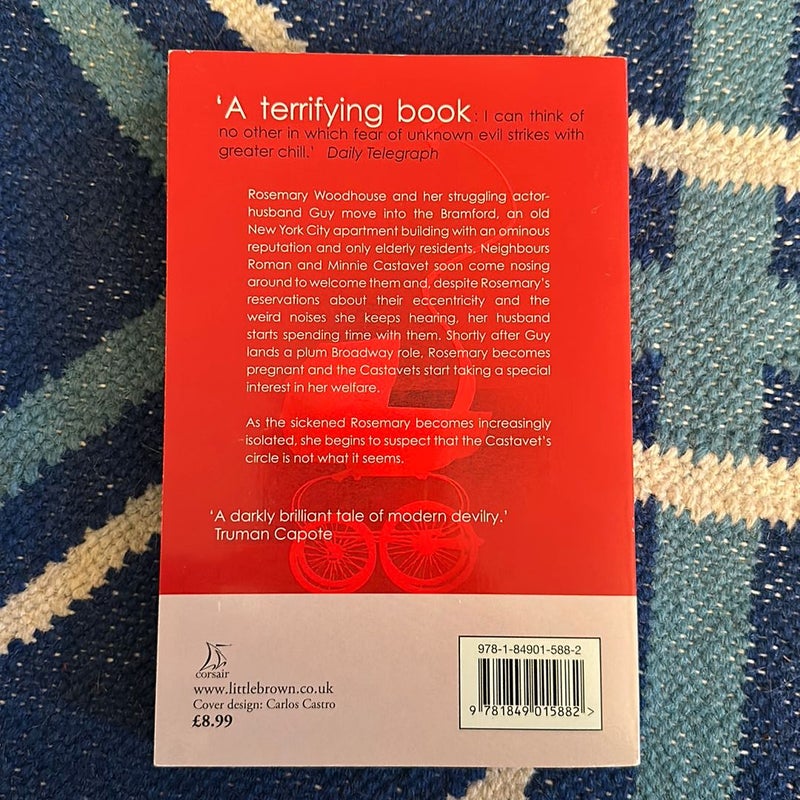 ‘A terrifying book: I can think of
no other in which fear of unknown evil strikes with
greater chill.’ Daily Telegraph
Rosemary Woodhouse and her struggling actor-
husband Guy move into the Bramford, an old
New York City apartment building with an ominous
reputation and only elderly residents. Neighbours
Roman and Minnie Castavet soon come nosing
around to welcome them and, despite Rosemary’s
reservations about their eccentricity and the
weird noises she keeps hearing, her husband
starts spending time with them. Shortly after Guy
lands a plum Broadway role, Rosemary becomes
pregnant and the Castavets start taking a special
interest in her welfare.
As the sickened Rosemary becomes increasingly
isolated, she begins to suspect that the Castavet’s
circle is not what it seems.
‘A darkly brilliant tale of modern devilry.’
Truman Capote
corsair
www.littlebrown.co.uk
Cover design: Carlos Castro
£8.99
978-1-84901-588-2
9 781849 015882 >